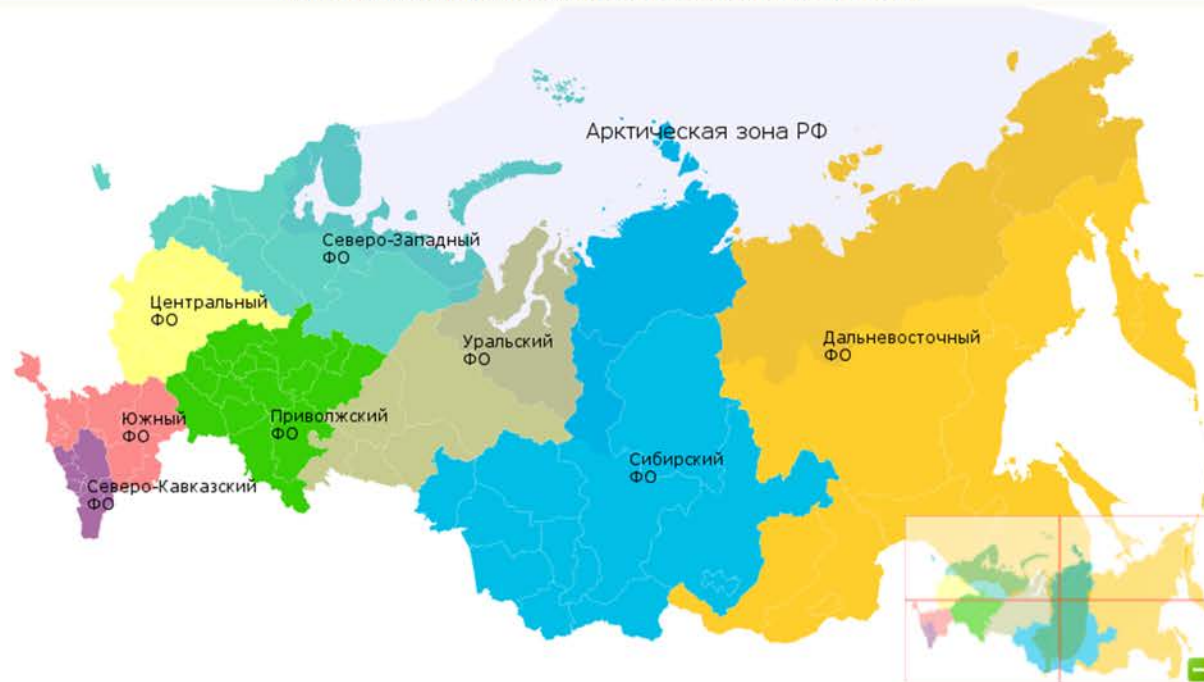 Арктическая зона РФ
Северо-Западный
ФО
Центральный
ФО
Уральский
ФО
Дальневосточный
ФО
Южный
ФО
Приволжский
ФО
Сибирский
ФО
Северо-Кавказский
ФО